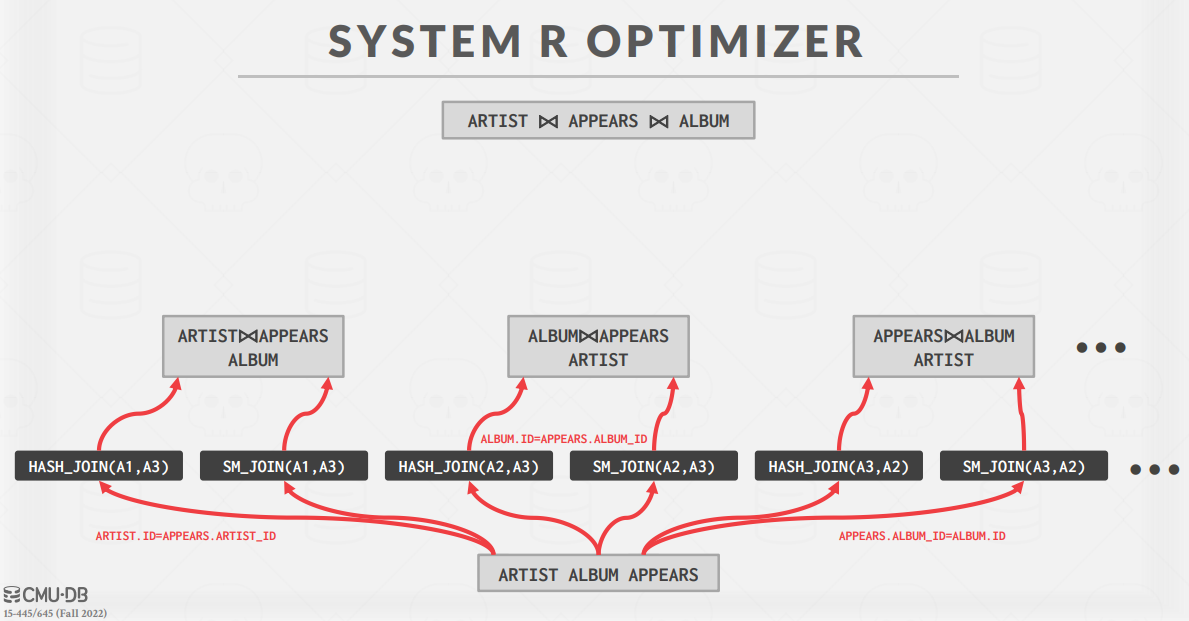 SYSTEM R OPTIMIZER
ARTIST ⋈ APPEARS ⋈ ALBUM
ARTIST⋈APPEARS
ALBUM
ALBUM⋈APPEARS
ARTIST
APPEARS⋈ALBUM
ARTIST
•••
ALBUM.ID=APPEARS.ALBUM_ID
HASH_JOIN(A1,A3)
SM_JOIN(A1,A3)
HASH_JOIN(A2,A3)
SM_JOIN(A2,A3)
HASH_JOIN(A3,A2)
SM_JOIN(A3,A2)
•••
ARTIST.ID=APPEARS.ARTIST_ID
APPEARS.ALBUM_ID=ALBUM.ID
ARTIST ALBUM APPEARS
CMU·DB
15-445/645 (Fall 2022)